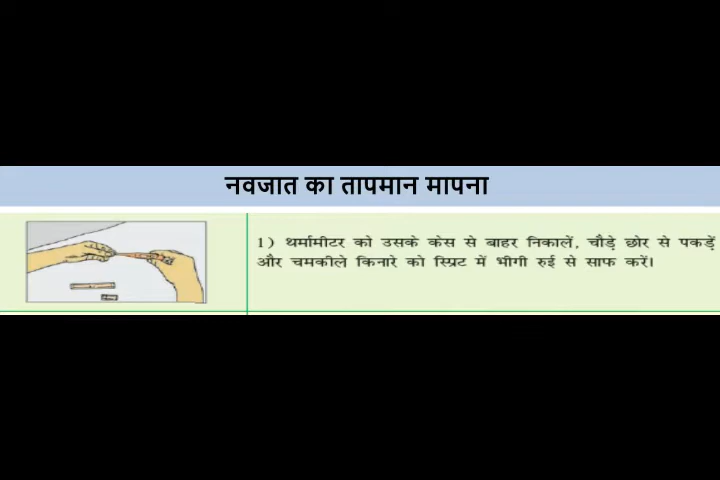 नवजात का तापमान मापना
1) थर्मामीटर को उसके केस से बाहर निकालें, चौड़े छोर से पकड़ें
और चमकीले किनारे को स्प्रिट में भीगी रुई से साफ करें।